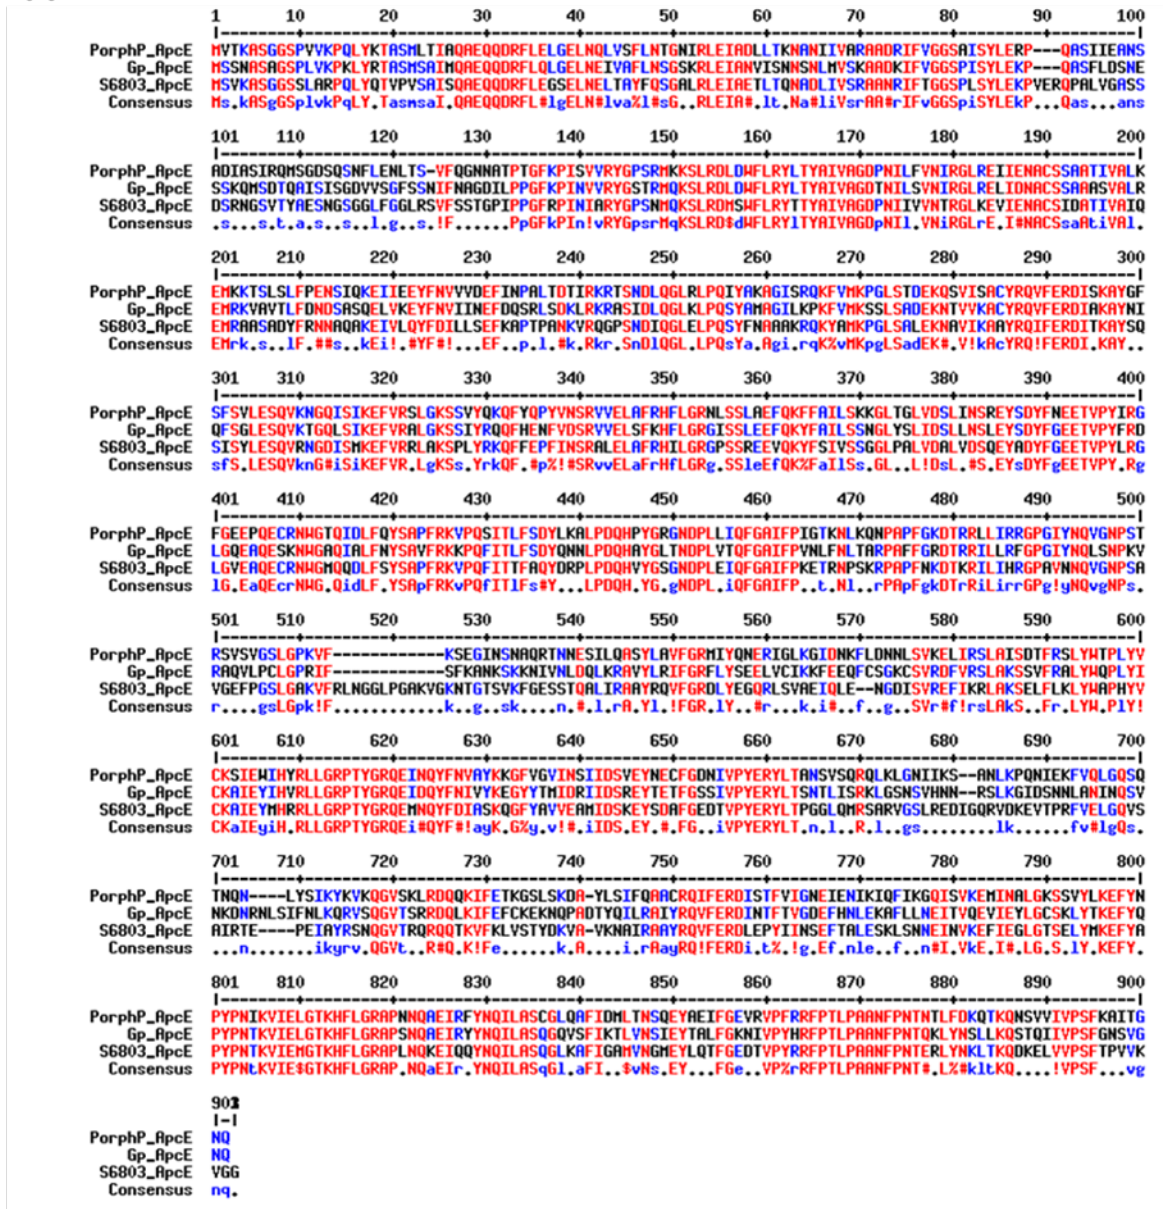 1 10 20 30 40 50 60 70 80 90 100
|--------+---------+---------+---------+---------+---------+---------+---------+---------+---------|
PorphP_ApcE MVTKASGGSPVVKPQLYKTASMLTIAQAEQQDRFLELGELNQLVSFLNTGNIRLEIADLLTKNANIIVARAADRIFVGGSAISYLERP---QASIIEANS
Gp_ApcE MSSNASAGSPLVKPKLYRTASMSAIMQAEQQDRFLQLGELNEIVAFLNSGSKRLEIANVISNNSNLMVSKAADKIFVGGSPISYLEKP---QASFLDSNE
S6803_ApcE MSVKASGGSSLARPQLYQTVPVSAISQAEQQDRFLEGSELNELTAYFQSGALRLEIAETLTQNADLIVSRAANRIFTGGSPLSYLEKPVERQPALVGASS
Consensus Ms.kASgGSplvkPqLY.TasmsaI.QAEQQDRFL#lgELN#lva%l#sG..RLEIA#.lt.Na#liVsrAA#rIFvGGSpiSYLEkP...Qas...ans
101 110 120 130 140 150 160 170 180 190 200
|--------+---------+---------+---------+---------+---------+---------+---------+---------+---------|
PorphP_ApcE ADIASIRQMSGDSQSNFLENLTS-VFQGNNATPTGFKPISVVRYGPSRMKKSLRDLDWFLRYLTYAIVAGDPNILFVNIRGLREIIENACSSAATIVALK
Gp_ApcE SSKQMSDTQAISISGDVVSGFSSNIFNAGDILPPGFKPINVVRYGSTRMQKSLRDLDWFLRYLTYAIVAGDTNILSVNIRGLRELIDNACSSAAASVALR
S6803_ApcE DSRNGSVTYAESNGSGGLFGGLRSVFSSTGPIPPGFRPINIARYGPSNMQKSLRDMSWFLRYTTYAIVAGDPNIIVVNTRGLKEVIENACSIDATIVAIQ
Consensus .s...s.t.a.s..s..l.g..s.!F......PpGFkPIn!vRYGpsrMqKSLRD$dWFLRYlTYAIVAGDpNIl.VNiRGLrE.I#NACSsaAtiVAl.
201 210 220 230 240 250 260 270 280 290 300
|--------+---------+---------+---------+---------+---------+---------+---------+---------+---------|
PorphP_ApcE EMKKTSLSLFPENSIQKEIIEEYFNVVVDEFINPALTDTIRKRTSNDLQGLRLPQIYAKAGISRQKFVMKPGLSTDEKQSVISACYRQVFERDISKAYGF
Gp_ApcE EMRKVAVTLFDNDSASQELVKEYFNVIINEFDQSRLSDKLRKRASIDLQGLKLPQSYAMAGILKPKFVMKSSLSADEKNTVVKACYRQVFERDIAKAYNI
S6803_ApcE EMRAASADYFRNNAQAKEIVLQYFDILLSEFKAPTPANKVRQGPSNDIQGLELPQSYFNAAAKRQKYAMKPGLSALEKNAVIKAAYRQIFERDITKAYSQ
Consensus EMrk.s..lF.##s..kEi!.#YF#!...EF..p.l.#k.Rkr.SnDlQGL.LPQsYa.Agi.rqK%vMKpgLSadEK#.V!kAcYRQ!FERDI.KAY..
301 310 320 330 340 350 360 370 380 390 400
|--------+---------+---------+---------+---------+---------+---------+---------+---------+---------|
PorphP_ApcE SFSVLESQVKNGQISIKEFVRSLGKSSVYQKQFYQPYVNSRVVELAFRHFLGRNLSSLAEFQKFFAILSKKGLTGLVDSLINSREYSDYFNEETVPYIRG
Gp_ApcE QFSGLESQVKTGQLSIKEFVRALGKSSIYRQQFHENFVDSRVVELSFKHFLGRGISSLEEFQKYFAILSSNGLYSLIDSLLNSLEYSDYFGEETVPYFRD
S6803_ApcE SISYLESQVRNGDISMKEFVRRLAKSPLYRKQFFEPFINSRALELAFRHILGRGPSSREEVQKYFSIVSSGGLPALVDALVDSQEYADYFGEETVPYLRG
Consensus sfS.LESQVknG#iSiKEFVR.LgKSs.YrkQF.#p%!#SRvvELaFrHfLGRg.SSleEfQK%FaIlSs.GL..L!DsL.#S.EYsDYFgEETVPY.Rg
401 410 420 430 440 450 460 470 480 490 500
|--------+---------+---------+---------+---------+---------+---------+---------+---------+---------|
PorphP_ApcE FGEEPQECRNWGTQIDLFQYSAPFRKVPQSITLFSDYLKALPDQHPYGRGNDPLLIQFGAIFPIGTKNLKQNPAPFGKDTRRLLIRRGPGIYNQVGNPST
Gp_ApcE LGQEAQESKNWGAQIALFNYSAVFRKKPQFITLFSDYQNNLPDQHAYGLTNDPLVTQFGAIFPVNLFNLTARPAFFGRDTRRILLRFGPGIYNQLSNPKV
S6803_ApcE LGVEAQECRNWGMQQDLFSYSAPFRKVPQFITTFAQYDRPLPDQHVYGSGNDPLEIQFGAIFPKETRNPSKRPAPFNKDTKRILIHRGPAVNNQVGNPSA
Consensus lG.EaQEcrNWG.QidLF.YSApFRKvPQfITlFs#Y...LPDQH.YG.gNDPL.iQFGAIFP..t.Nl..rPApFgkDTrRiLirrGPg!yNQvgNPs.
501 510 520 530 540 550 560 570 580 590 600
|--------+---------+---------+---------+---------+---------+---------+---------+---------+---------|
PorphP_ApcE RSVSVGSLGPKVF------------KSEGINSNAQRTNNESILQASYLAVFGRMIYQNERIGLKGIDNKFLDNNLSVKELIRSLAISDTFRSLYWTPLYV
Gp_ApcE RAQVLPCLGPRIF------------SFKANKSKKNIVNLDQLKRAVYLRIFGRFLYSEELVCIKKFEEQFCSGKCSVRDFVRSLAKSSVFRALYWQPLYI
S6803_ApcE VGEFPGSLGAKVFRLNGGLPGAKVGKNTGTSVKFGESSTQALIRAAYRQVFGRDLYEGQRLSVAEIQLE--NGDISVREFIKRLAKSELFLKLYWAPHYV
Consensus r....gsLGpk!F............k..g..sk....n.#.l.rA.Yl.!FGR.lY..#r...k.i#..f..g..SVr#f!rsLAkS..Fr.LYW.PlY!
601 610 620 630 640 650 660 670 680 690 700
|--------+---------+---------+---------+---------+---------+---------+---------+---------+---------|
PorphP_ApcE CKSIEWIHYRLLGRPTYGRQEINQYFNVAYKKGFVGVINSIIDSVEYNECFGDNIVPYERYLTANSVSQRQLKLGNIIKS--ANLKPQNIEKFVQLGQSQ
Gp_ApcE CKAIEYIHVRLLGRPTYGRQEIDQYFNIVYKEGYYTMIDRIIDSREYTETFGSSIVPYERYLTSNTLISRKLGSNSVHNN--RSLKGIDSNNLANINQSV
S6803_ApcE CKAIEYMHRRLLGRPTYGRQEMNQYFDIASKQGFYAVVEAMIDSKEYSDAFGEDTVPYERYLTPGGLQMRSARVGSLREDIGQRVDKEVTPRFVELGQVS
Consensus CKaIEyiH.RLLGRPTYGRQEi#QYF#!ayK.G%y.v!#.iIDS.EY.#.FG..iVPYERYLT.n.l..R.l..gs.......lk......fv#lgQs.
701 710 720 730 740 750 760 770 780 790 800
|--------+---------+---------+---------+---------+---------+---------+---------+---------+---------|
PorphP_ApcE TNQN----LYSIKYKVKQGVSKLRDQQKIFETKGSLSKDA-YLSIFQAACRQIFERDISTFVIGNEIENIKIQFIKGQISVKEMINALGKSSVYLKEFYN
Gp_ApcE NKDNRNLSIFNLKQRVSQGVTSRRDQLKIFEFCKEKNQPADTYQILRAIYRQVFERDINTFTVGDEFHNLEKAFLLNEITVQEVIEYLGCSKLYTKEFYQ
S6803_ApcE AIRTE----PEIAYRSNQGVTRQRQQTKVFKLVSTYDKVA-VKNAIRAAYRQVFERDLEPYIINSEFTALESKLSNNEINVKEFIEGLGTSELYMKEFYA
Consensus ...n.......ikyrv.QGVt..R#Q.K!Fe......k.A....i.rAayRQ!FERDi.t%.!g.Ef.nle..f..n#I.VkE.I#.LG.S.lY.KEFY.
801 810 820 830 840 850 860 870 880 890 900
|--------+---------+---------+---------+---------+---------+---------+---------+---------+---------|
PorphP_ApcE PYPNIKVIELGTKHFLGRAPNNQAEIRFYNQILASCGLQAFIDMLTNSQEYAEIFGEVRVPFRRFPTLPAANFPNTNTLFDKQTKQNSVVIVPSFKAITG
Gp_ApcE PYPNTKVIELGTKHFLGRAPSNQAEIRYYNQILASQGQVSFIKTLVNSIEYTALFGKNIVPYHRFPTLPAANFPNTQKLYNSLLKQSTQIIVPSFGNSVG
S6803_ApcE PYPNTKVIEMGTKHFLGRAPLNQKEIQQYNQILASQGLKAFIGAMVNGMEYLQTFGEDTVPYRRFPTLPAANFPNTERLYNKLTKQDKELVVPSFTPVVK
Consensus PYPNtKVIE$GTKHFLGRAP.NQaEIr.YNQILASqGl.aFI..$vNs.EY...FGe..VP%rRFPTLPAANFPNT#.L%#kltKQ....!VPSF...vg
903
|-|
PorphP_ApcE NQ
Gp_ApcE NQ
S6803_ApcE VGG
Consensus nq.